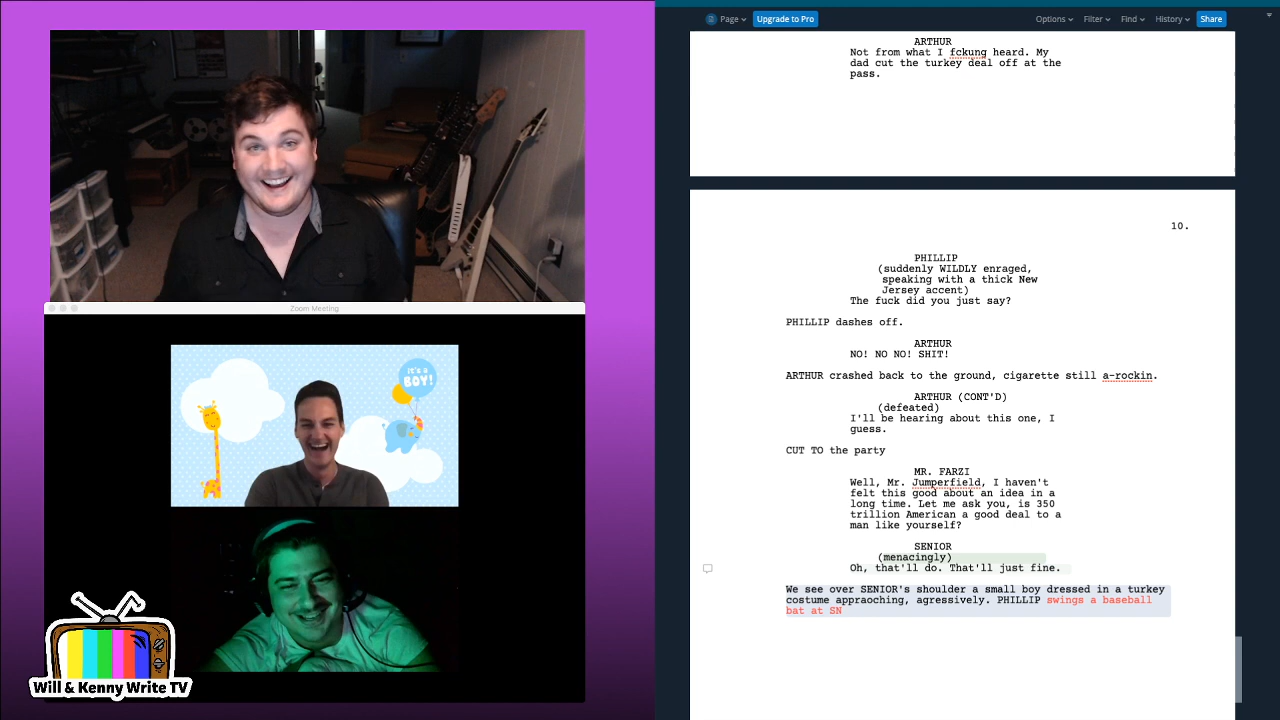 Zoom Meeting
IT'S A
BOY!
Will & Kenny Write TV
Page
Upgrade to Pro
Options
Filter
Find
History
Share
ARTHUR
Not from what I fckung heard. My
dad cut the turkey deal off at the
pass.
10.
PHILLIP
(suddenly WILDLY enraged,
speaking with a thick New
Jersey accent)
The fuck did you just say?
PHILLIP dashes off.
ARTHUR
NO! NO NO! SHIT!
ARTHUR crashed back to the ground, cigarette still a-rockin.
ARTHUR (CONT'D)
(defeated)
I'll be hearing about this one, I
guess.
CUT TO the party
MR. FARZI
Well, Mr. Jumperfield, I haven't
felt this good about an idea in a
long time. Let me ask you, is 350
trillion American a good deal to a
man like yourself?
SENIOR
(menacingly)
Oh, that'll do. That'll just fine.
We see over SENIOR's shoulder a small boy dressed in a turkey
costume appraoching, agressively. PHILLIP swings a baseball
bat at SN